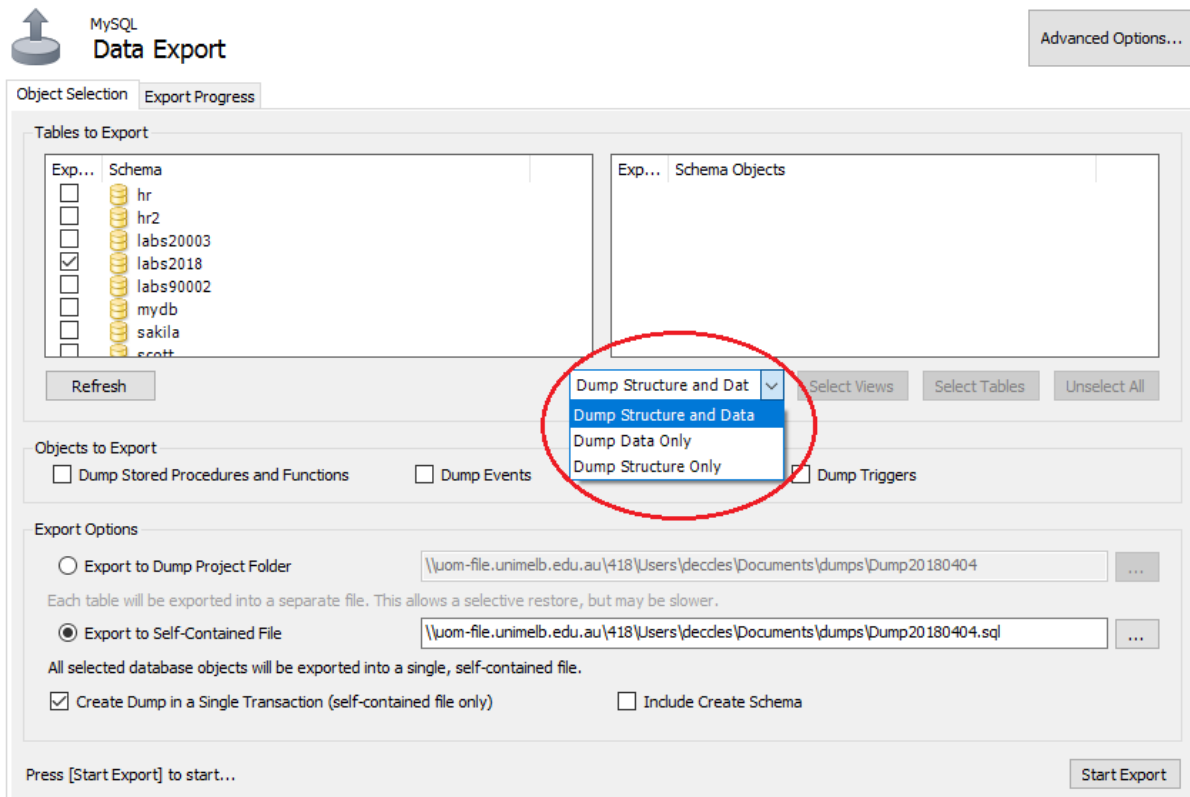 MySQL
Data Export
Advanced Options...
Object Selection
Export Progress
Tables to Export
Exp... Schema
hr
hr2
labs20003
labs2018
labs90002
mydb
sakila
scott
Exp... Schema Objects
Refresh
Dump Structure and Dat
Select Views
Select Tables
Unselect All
Dump Structure and Data
Dump Data Only
Dump Structure Only
Objects to Export
Dump Stored Procedures and Functions
Dump Events
Dump Triggers
Export Options
Export to Dump Project Folder
\\uom-file.unimelb.edu.au\418\Users\deccles\Documents\dumps\Dump20180404
...
Each table will be exported into a separate file. This allows a selective restore, but may be slower.
Export to Self-Contained File
\\uom-file.unimelb.edu.au\418\Users\deccles\Documents\dumps\Dump20180404.sql
...
All selected database objects will be exported into a single, self-contained file.
Create Dump in a Single Transaction (self-contained file only)
Include Create Schema
Press [Start Export] to start...
Start Export